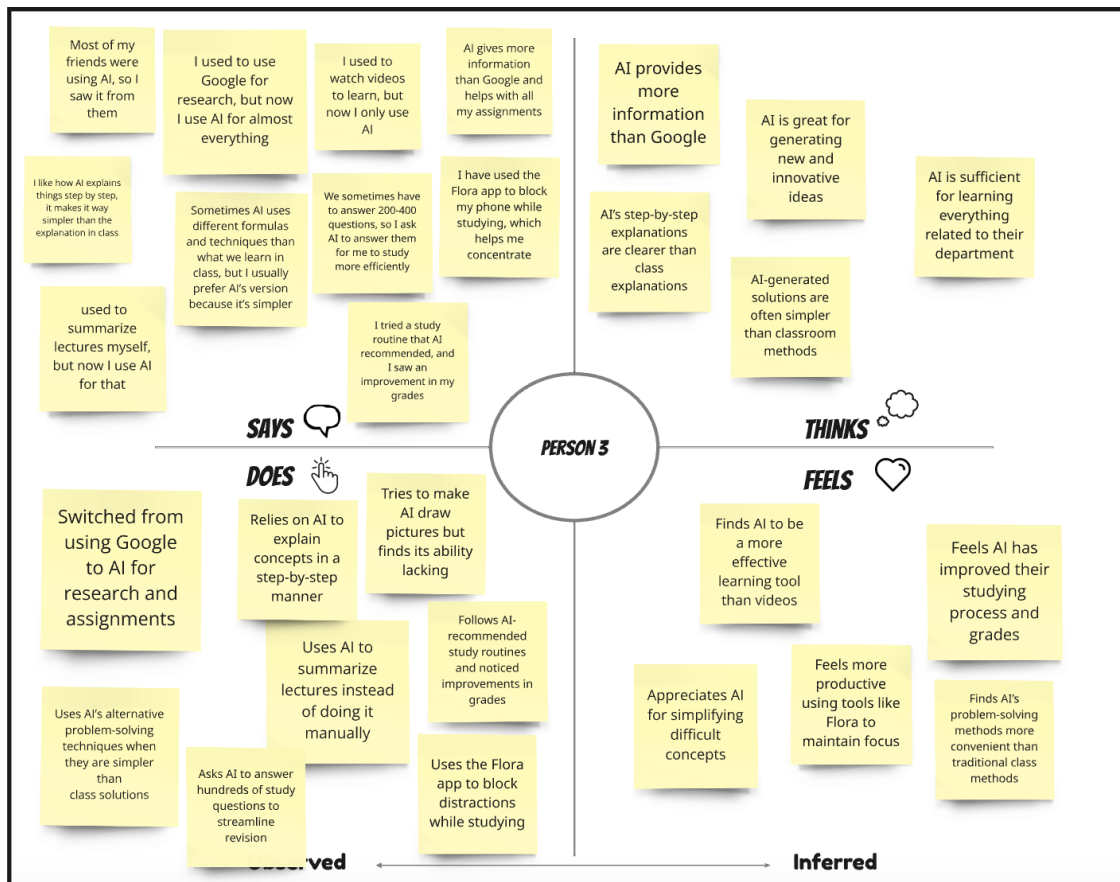 Most of my
friends were
using AI, so I
saw it from
them
I used to use
Google for
research, but now
I use AI for almost
everything
I used to
watch videos
to learn, but
now I only use
AI
AI gives more
information
than Google and
helps with all
my assignments
I like how AI explains
things step by step,
it makes it way
simpler than the
explanation in class
Sometimes AI uses
different formulas
and techniques than
what we learn in
class, but I usually
prefer AI's version
because it's simpler
We sometimes have
to answer 200-400
questions, so I ask
AI to answer them
for me to study
more efficiently
I have used the
Flora app to block
my phone while
studying, which
helps me
concentrate
used to
summarize
lectures myself,
but now I use AI
for that
I tried a study
routine that AI
recommended, and
I saw an
improvement in my
grades
SAYS
AI provides
more
information
than Google
AI is great for
generating
new and
innovative
ideas
AI is sufficient
for learning
everything
related to their
department
AI's step-by-step
explanations
are clearer than
class
explanations
AI-generated
solutions are
often simpler
than classroom
methods
THINKS
PERSON 3
DOES
Switched from
using Google
to AI for
research and
assignments
Relies on AI to
explain
concepts in a
step-by-step
manner
Tries to make
AI draw
pictures but
finds its ability
lacking
Uses AI to
summarize
lectures instead
of doing it
manually
Follows AI-
recommended
study routines
and noticed
improvements in
grades
Uses AI's alternative
problem-solving
techniques when
they are simpler
than
class solutions
Asks AI to answer
hundreds of study
questions to
streamline
revision
Uses the Flora
app to block
distractions
while studying
FEELS
Finds AI to be
a more
effective
learning tool
than videos
Feels AI has
improved their
studying
process and
grades
Appreciates AI
for simplifying
difficult
concepts
Feels more
productive
using tools like
Flora to
maintain focus
Finds AI's
problem-solving
methods more
convenient than
traditional class
methods
Observed
Inferred